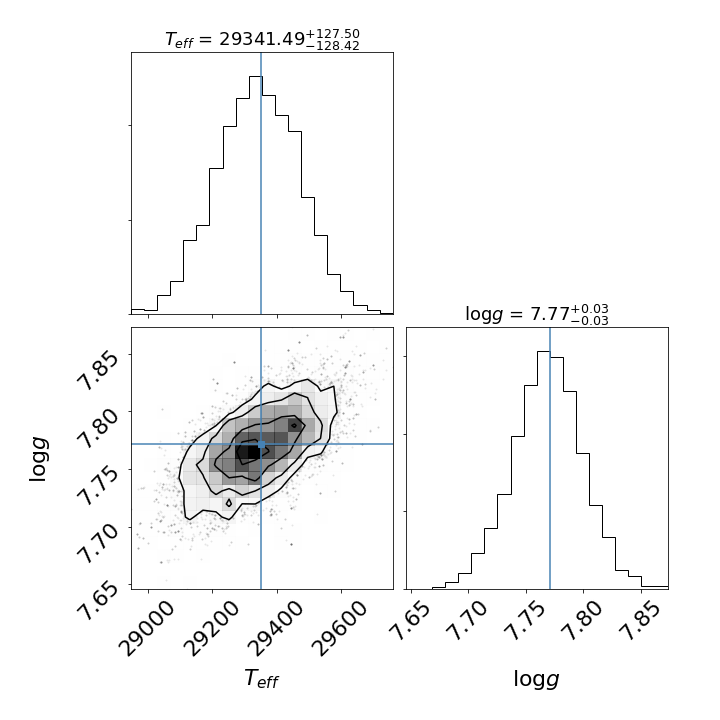 T_eff = 29341.49^{+127.50}_{-128.42}
logg = 7.77^{+0.03}_{-0.03}
7.85
7.80
7.75
7.70
7.65
logg
29000 29200 29400 29600
T_eff
7.65 7.70 7.75 7.80 7.85
logg